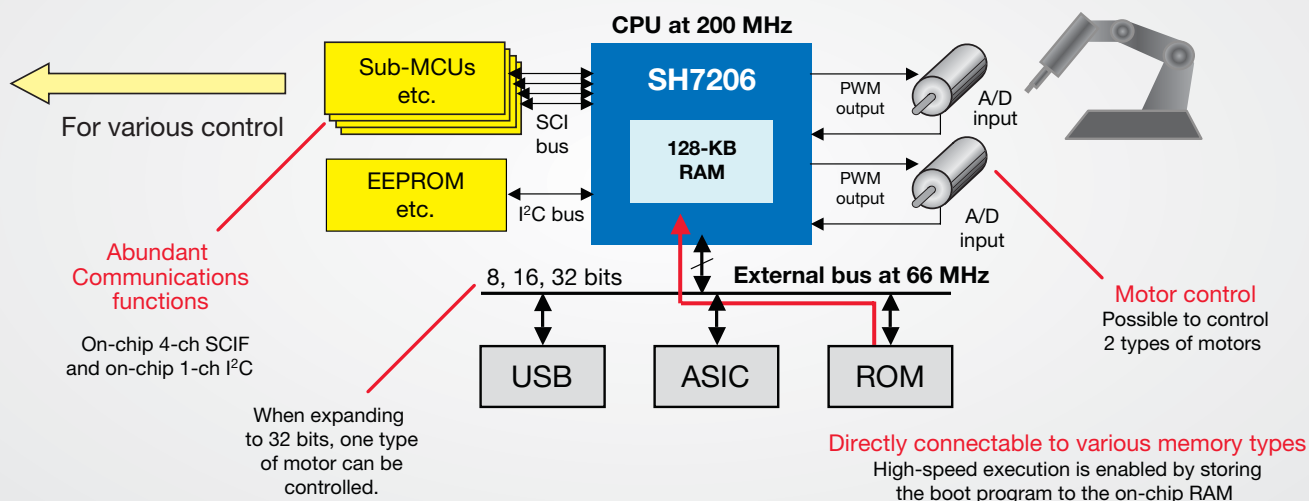 CPU at 200 MHz
Sub-MCUs
etc.
SH7206
PWM
output
A/D
input
For various control
SCI
bus
128-KB
RAM
EEPROM
etc.
I²C bus
PWM
output
A/D
input
Abundant
Communications
functions
On-chip 4-ch SCIF
and on-chip 1-ch I²C
8, 16, 32 bits
External bus at 66 MHz
Motor control
Possible to control
2 types of motors
USB
ASIC
ROM
When expanding
to 32 bits, one type
of motor can be
controlled.
Directly connectable to various memory types
High-speed execution is enabled by storing
the boot program to the on-chip RAM